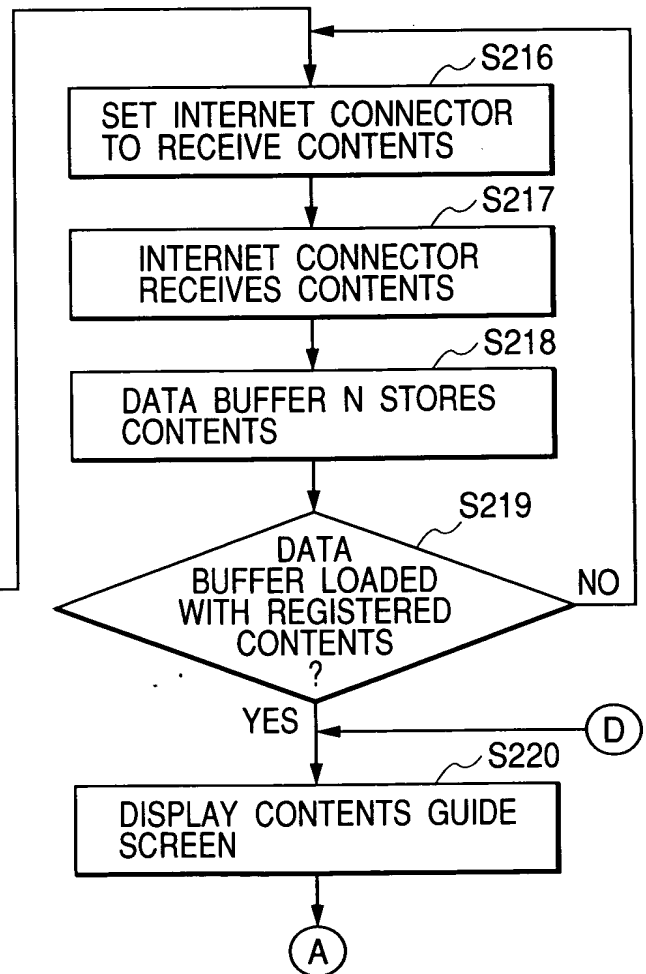 S216
SET INTERNET CONNECTOR
TO RECEIVE CONTENTS
S217
INTERNET CONNECTOR
RECEIVES CONTENTS
S218
DATA BUFFER N STORES
CONTENTS
S219
DATA
BUFFER LOADED
WITH REGISTERED
CONTENTS
?
NO
YES
D
S220
DISPLAY CONTENTS GUIDE
SCREEN
A